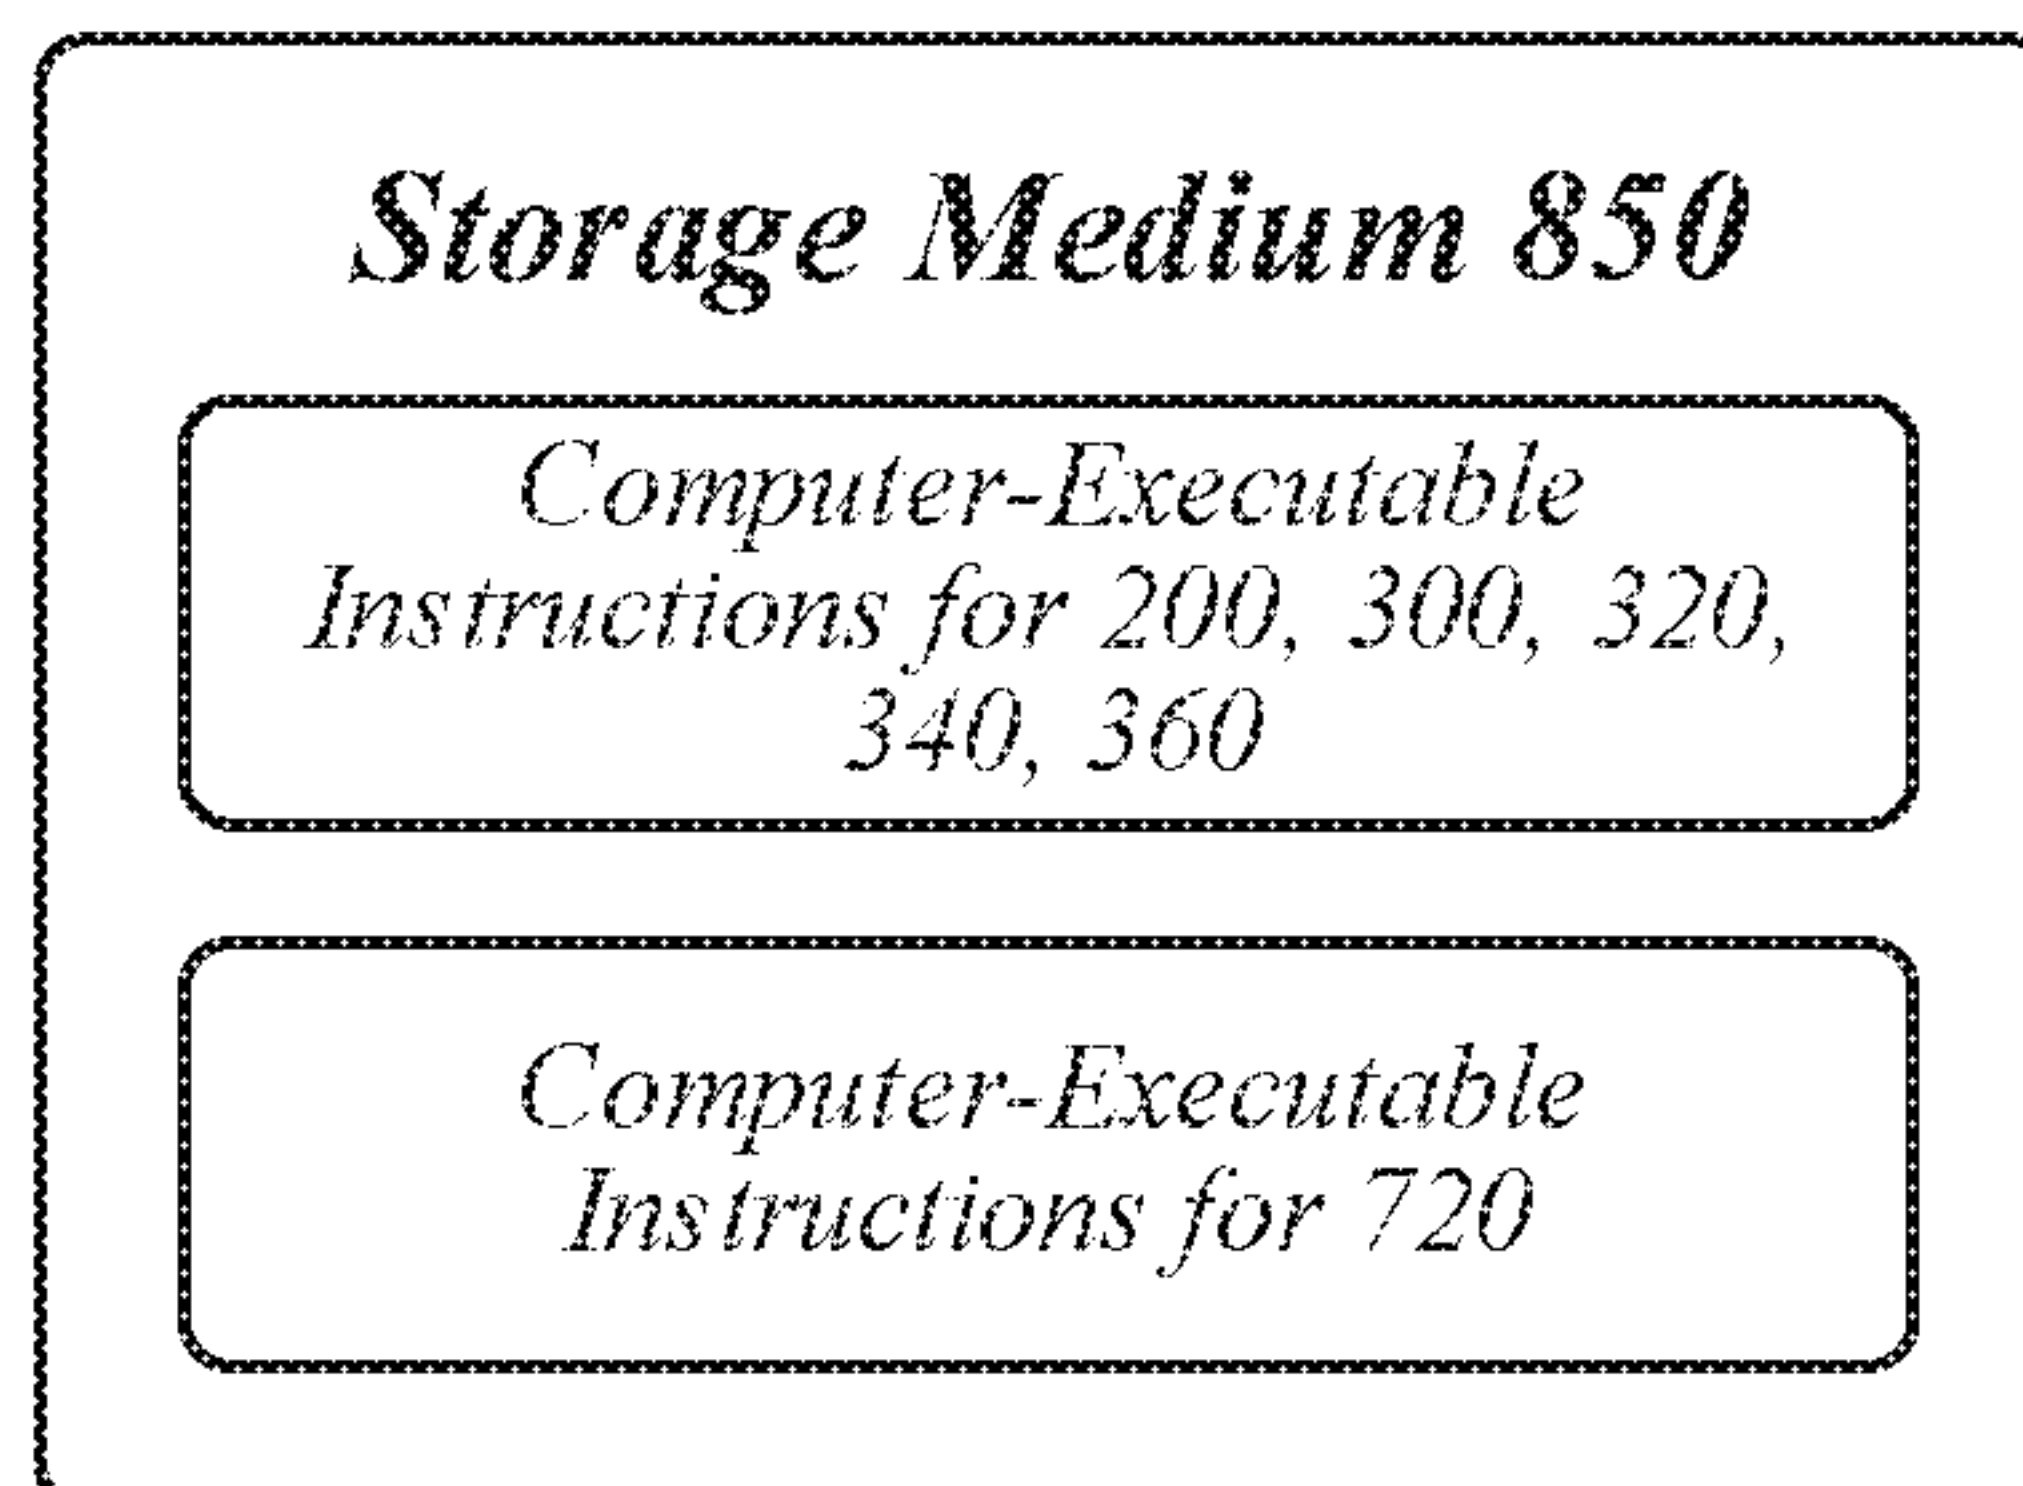 Storage Medium 850
Computer-Executable
Instructions for 200, 300, 320,
340, 360
Computer-Executable
Instructions for 720